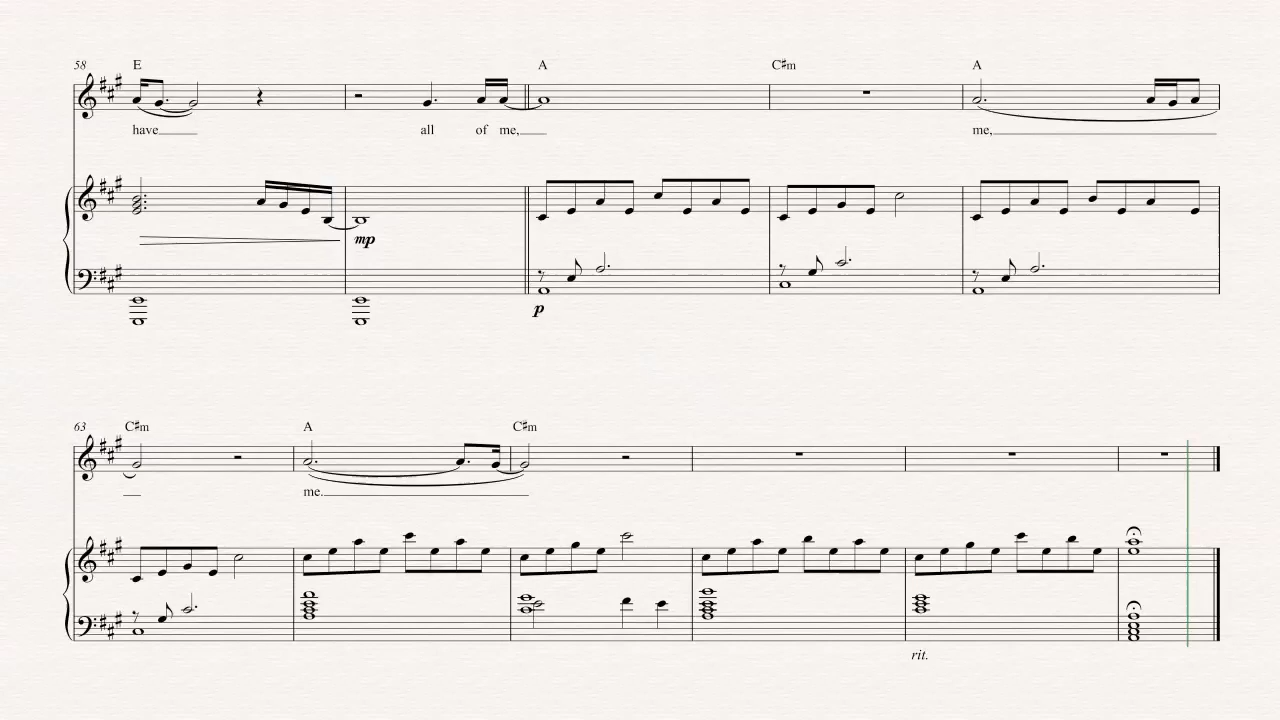 58 E A C♯m A
have all of me, me,
mp
p
63 C♯m A C♯m
me.
rit.